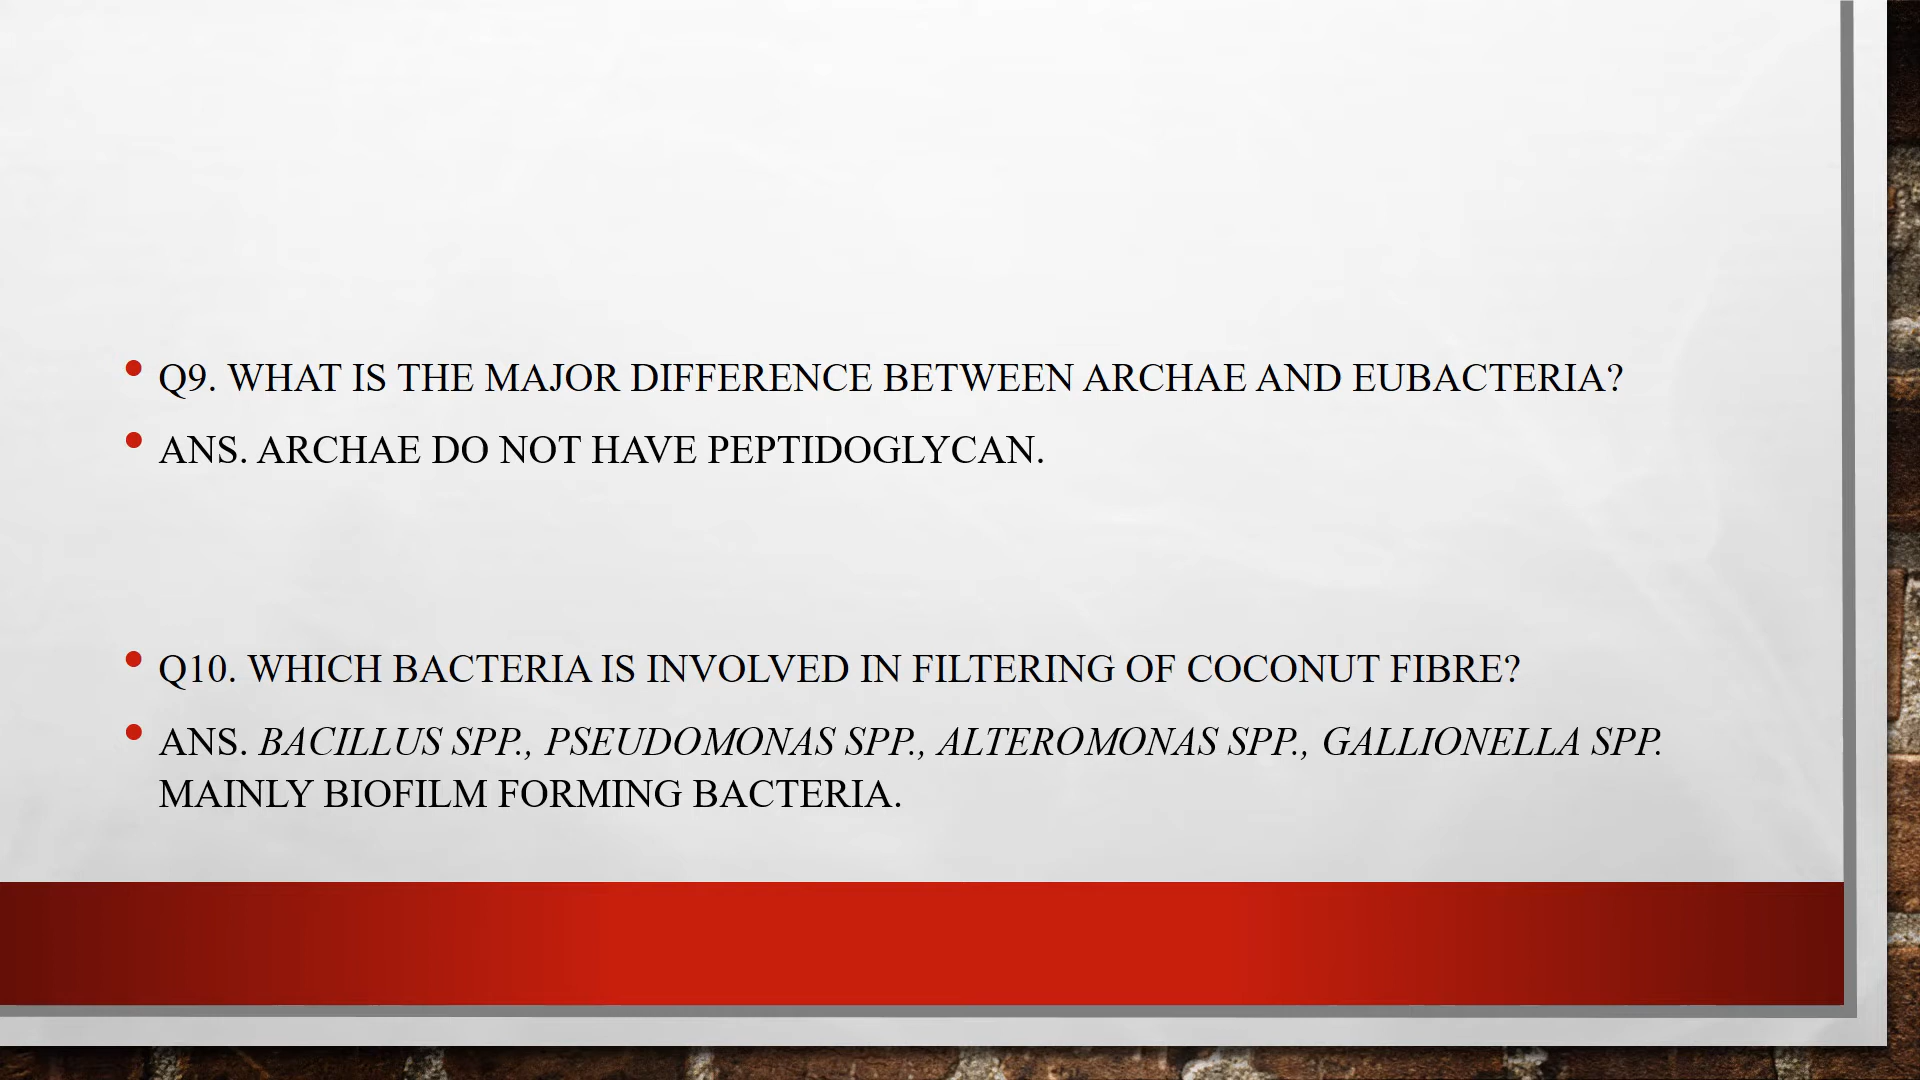 Q9. WHAT IS THE MAJOR DIFFERENCE BETWEEN ARCHAE AND EUBACTERIA?
ANS. ARCHAE DO NOT HAVE PEPTIDOGLYCAN.
Q10. WHICH BACTERIA IS INVOLVED IN FILTERING OF COCONUT FIBRE?
ANS. BACILLUS SPP., PSEUDOMONAS SPP., ALTEROMONAS SPP., GALLIONELLA SPP.
MAINLY BIOFILM FORMING BACTERIA.